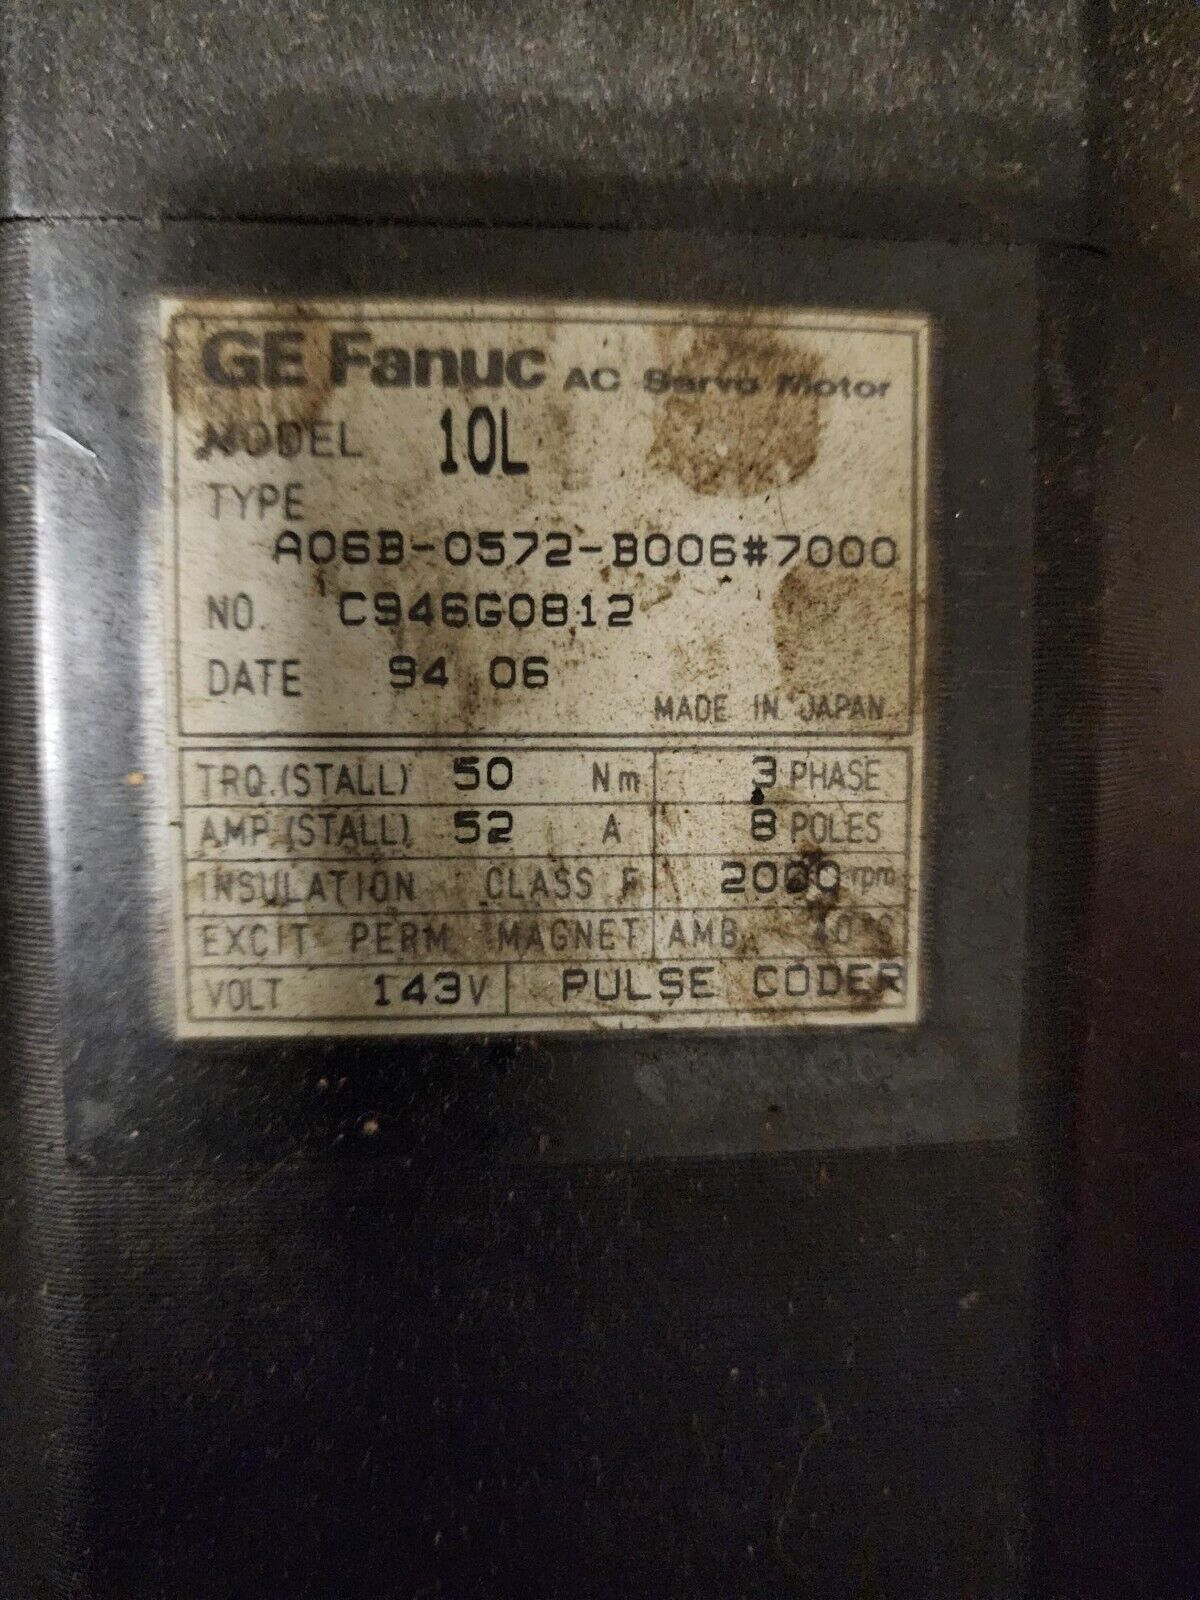 GE Fanuc AC Servo Motor
MODEL 10L
TYPE
A06B-0572-B006#7000
NO. C946G0812
DATE 94 06
MADE IN JAPAN
TRQ.(STALL) 50 Nm 3 PHASE
AMP.(STALL) 52 A 8 POLES
INSULATION CLASS F 2000 rpm
EXCIT PERM. MAGNET AMB. 40°C
VOLT 143V PULSE CODER